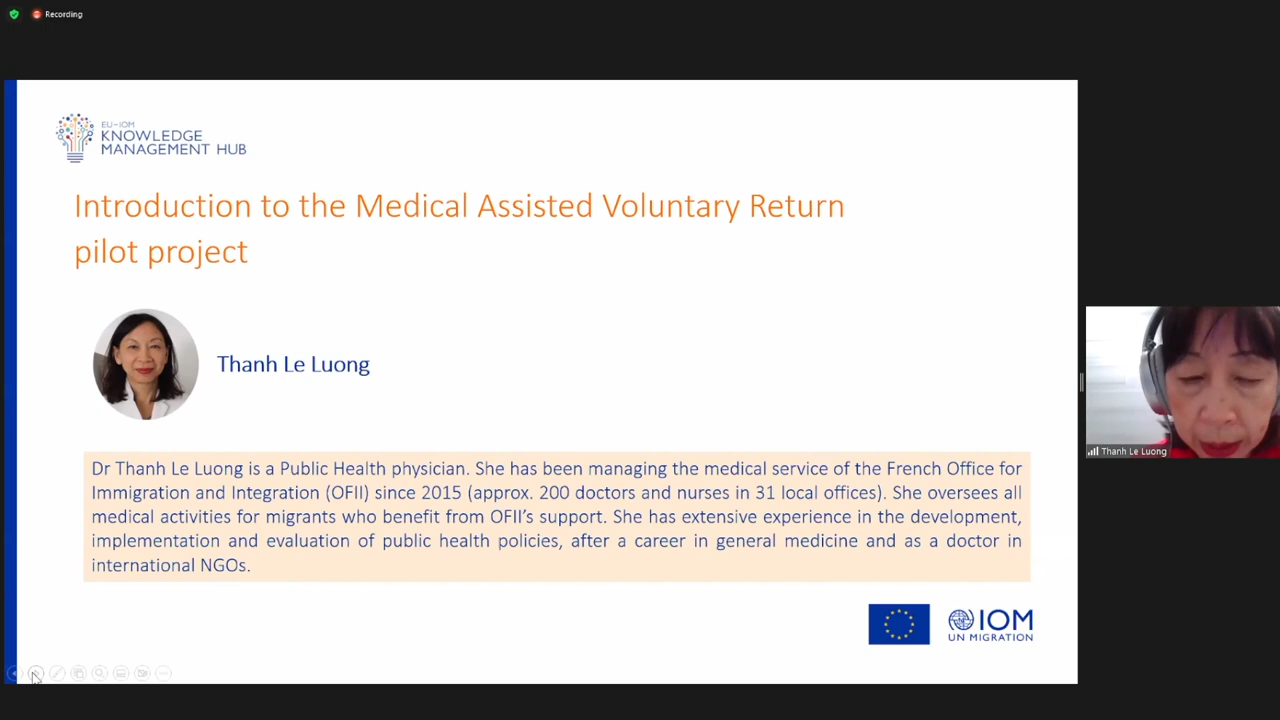 Recording
EU-IOM
KNOWLEDGE
MANAGEMENT HUB
Introduction to the Medical Assisted Voluntary Return
pilot project
Thanh Le Luong
Dr Thanh Le Luong is a Public Health physician. She has been managing the medical service of the French Office for
Immigration and Integration (OFII) since 2015 (approx. 200 doctors and nurses in 31 local offices). She oversees all
medical activities for migrants who benefit from OFII’s support. She has extensive experience in the development,
implementation and evaluation of public health policies, after a career in general medicine and as a doctor in
international NGOs.
IOM
UN MIGRATION
Thanh Le Luong